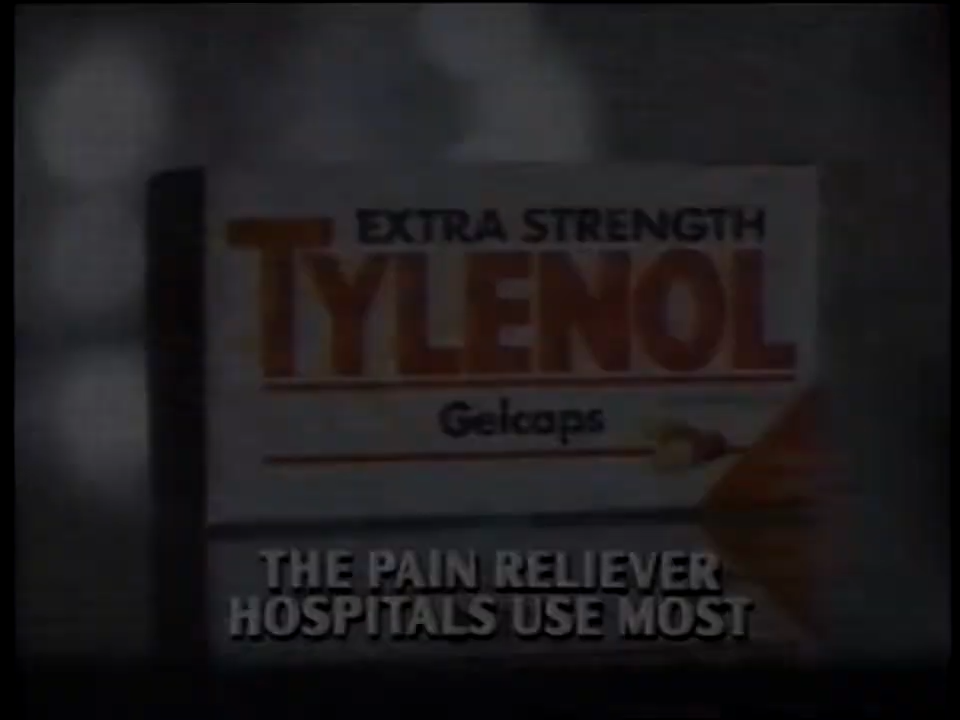 EXTRA STRENGTH
TYLENOL
Gelcaps
THE PAIN RELIEVER
HOSPITALS USE MOST